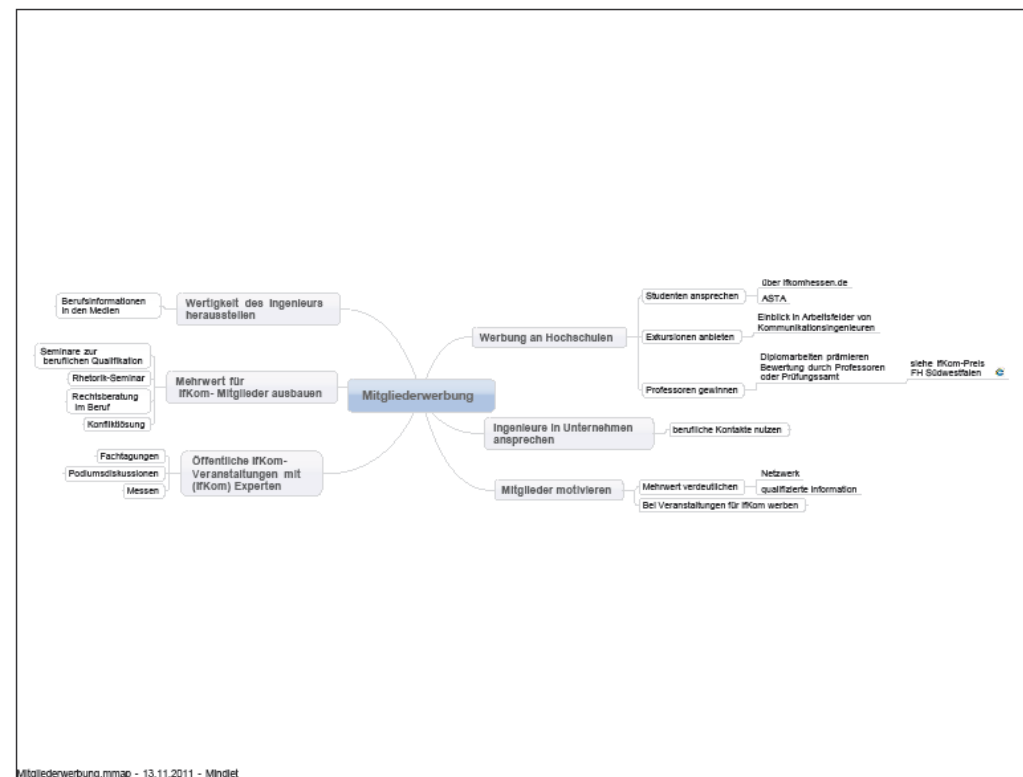 Mitgliederwerbung
Werbung an Hochschulen
Studenten ansprechen
über ifkomhessen.de
ASTA
Exkursionen anbieten
Einblick in Arbeitsfelder von
Kommunikationsingenieuren
Professoren gewinnen
Diplomarbeiten prämieren
Bewertung durch Professoren
oder Prüfungsamt
siehe IfKom-Preis
FH Südwestfalen
Ingenieure in Unternehmen
ansprechen
berufliche Kontakte nutzen
Mitglieder motivieren
Mehrwert verdeutlichen
Netzwerk
qualifizierte Information
Bei Veranstaltungen für IfKom werben
Wertigkeit des Ingenieurs
herausstellen
Berufsinformationen
in den Medien
Mehrwert für
IfKom- Mitglieder ausbauen
Seminare zur
beruflichen Qualifikation
Rhetorik-Seminar
Rechtsberatung
im Beruf
Konfliktlösung
Öffentliche IfKom-
Veranstaltungen mit
(IfKom) Experten
Fachtagungen
Podiumsdiskussionen
Messen
Mitgliederwerbung.mmap - 13.11.2011 - Mindjet